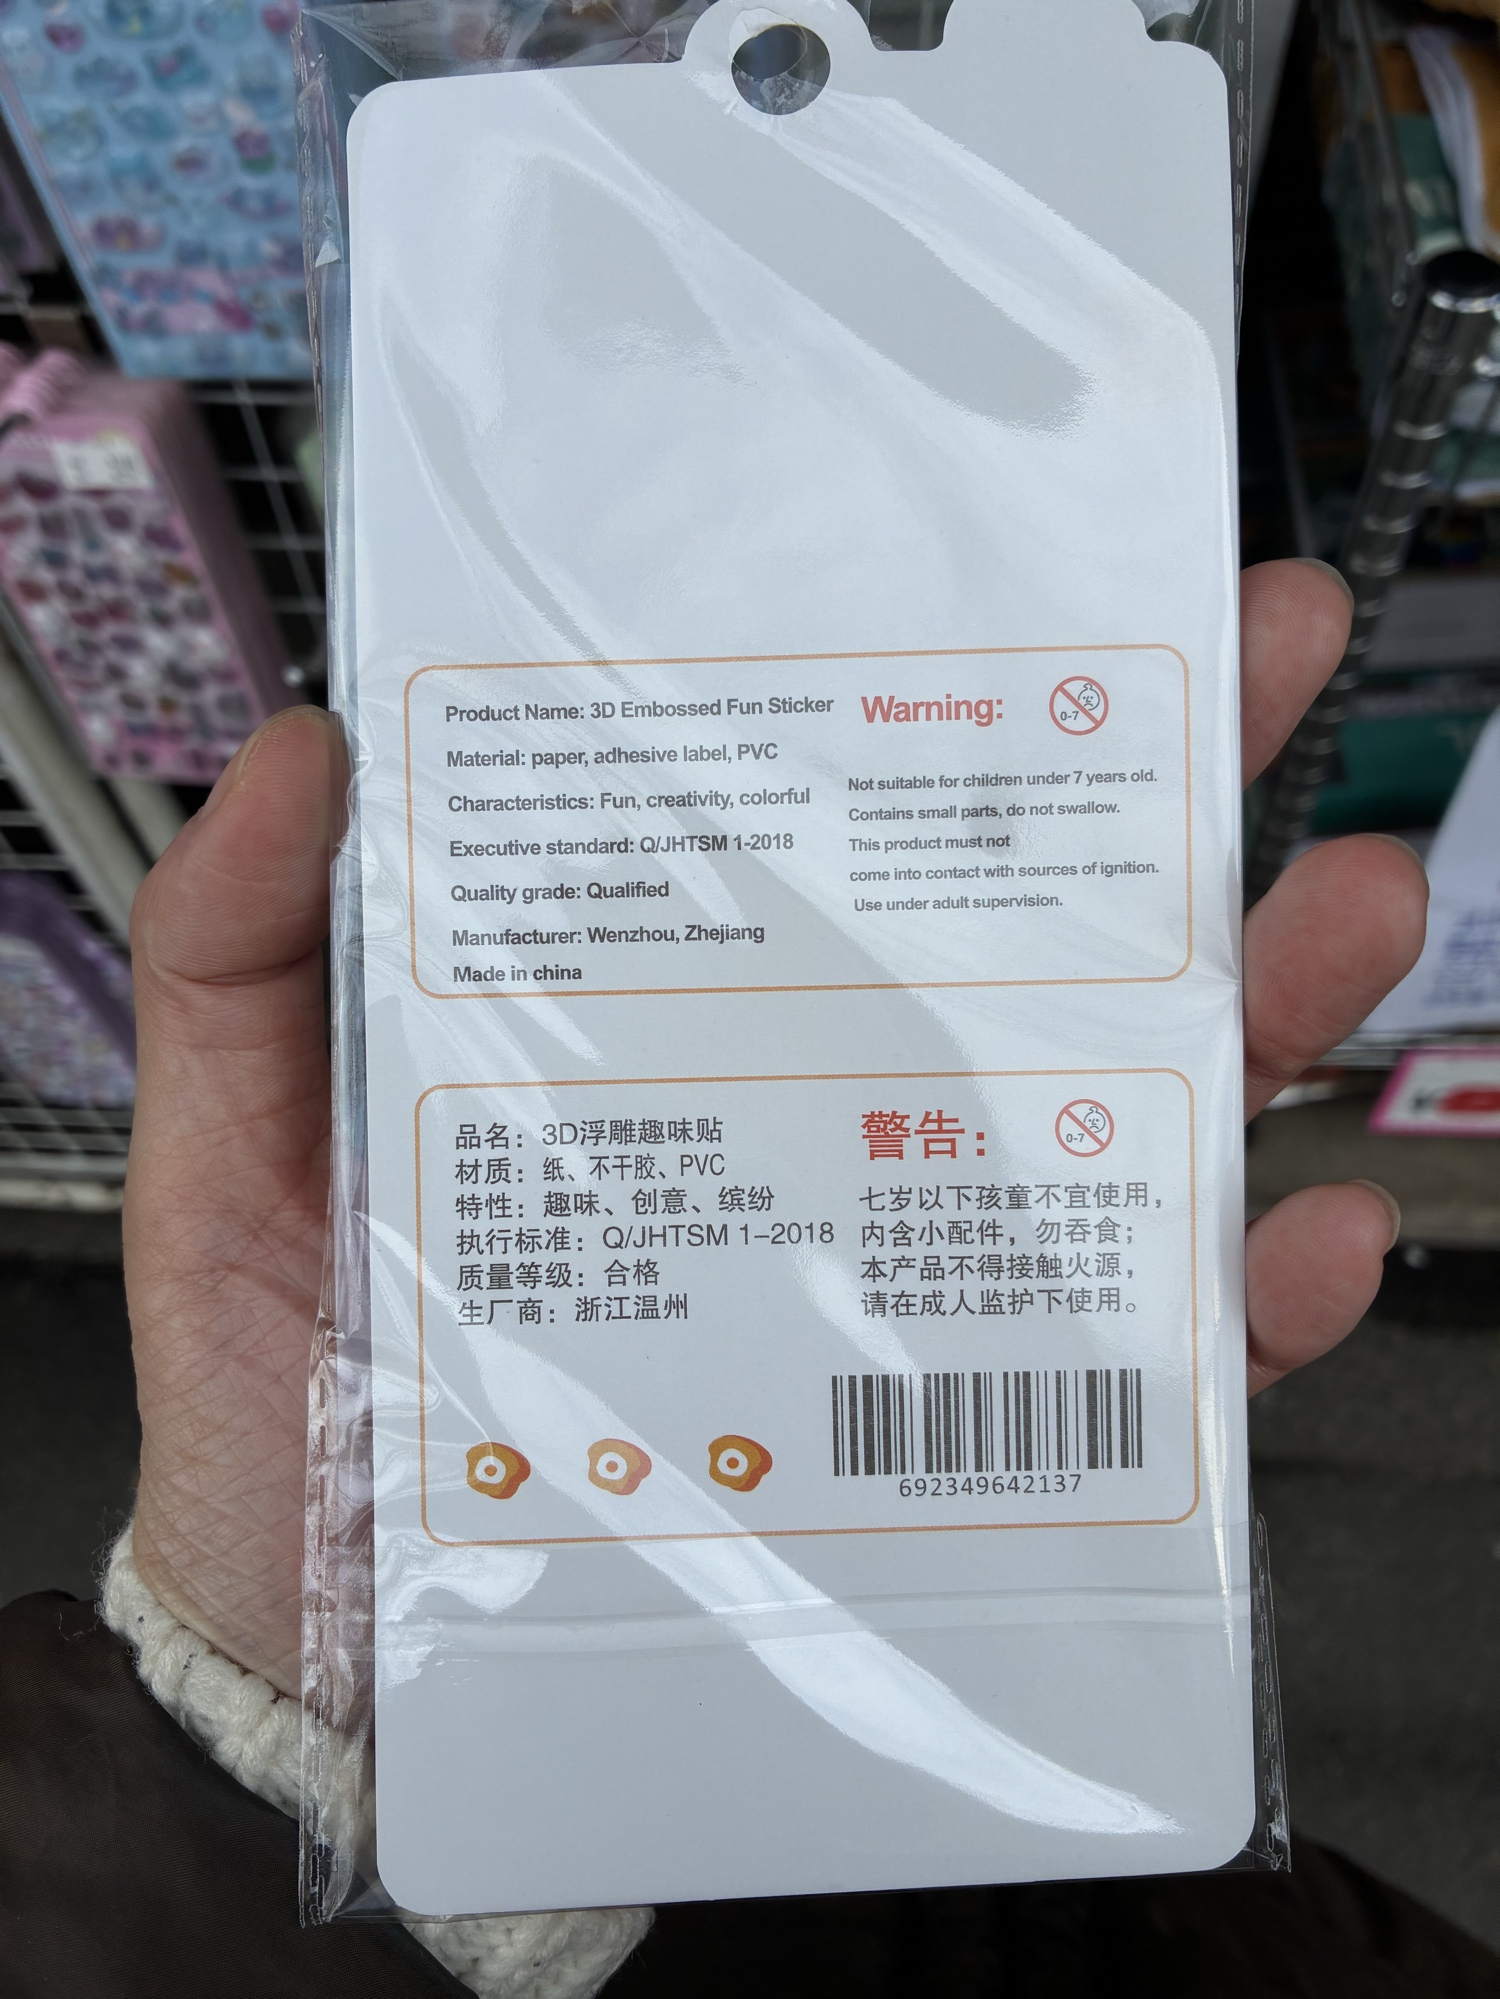 Product Name: 3D Embossed Fun Sticker
Material: paper, adhesive label, PVC
Characteristics: Fun, creativity, colorful
Executive standard: Q/JHTSM 1-2018
Quality grade: Qualified
Manufacturer: Wenzhou, Zhejiang
Made in china
Warning:
0-7
Not suitable for children under 7 years old.
Contains small parts, do not swallow.
This product must not
come into contact with sources of ignition.
Use under adult supervision.
品名：3D浮雕趣味贴
材质：纸、不干胶、PVC
特性：趣味、创意、缤纷
执行标准：Q/JHTSM 1-2018
质量等级：合格
生厂商：浙江温州
警告：
0-7
七岁以下孩童不宜使用，
内含小配件，勿吞食；
本产品不得接触火源，
请在成人监护下使用。
692349642137